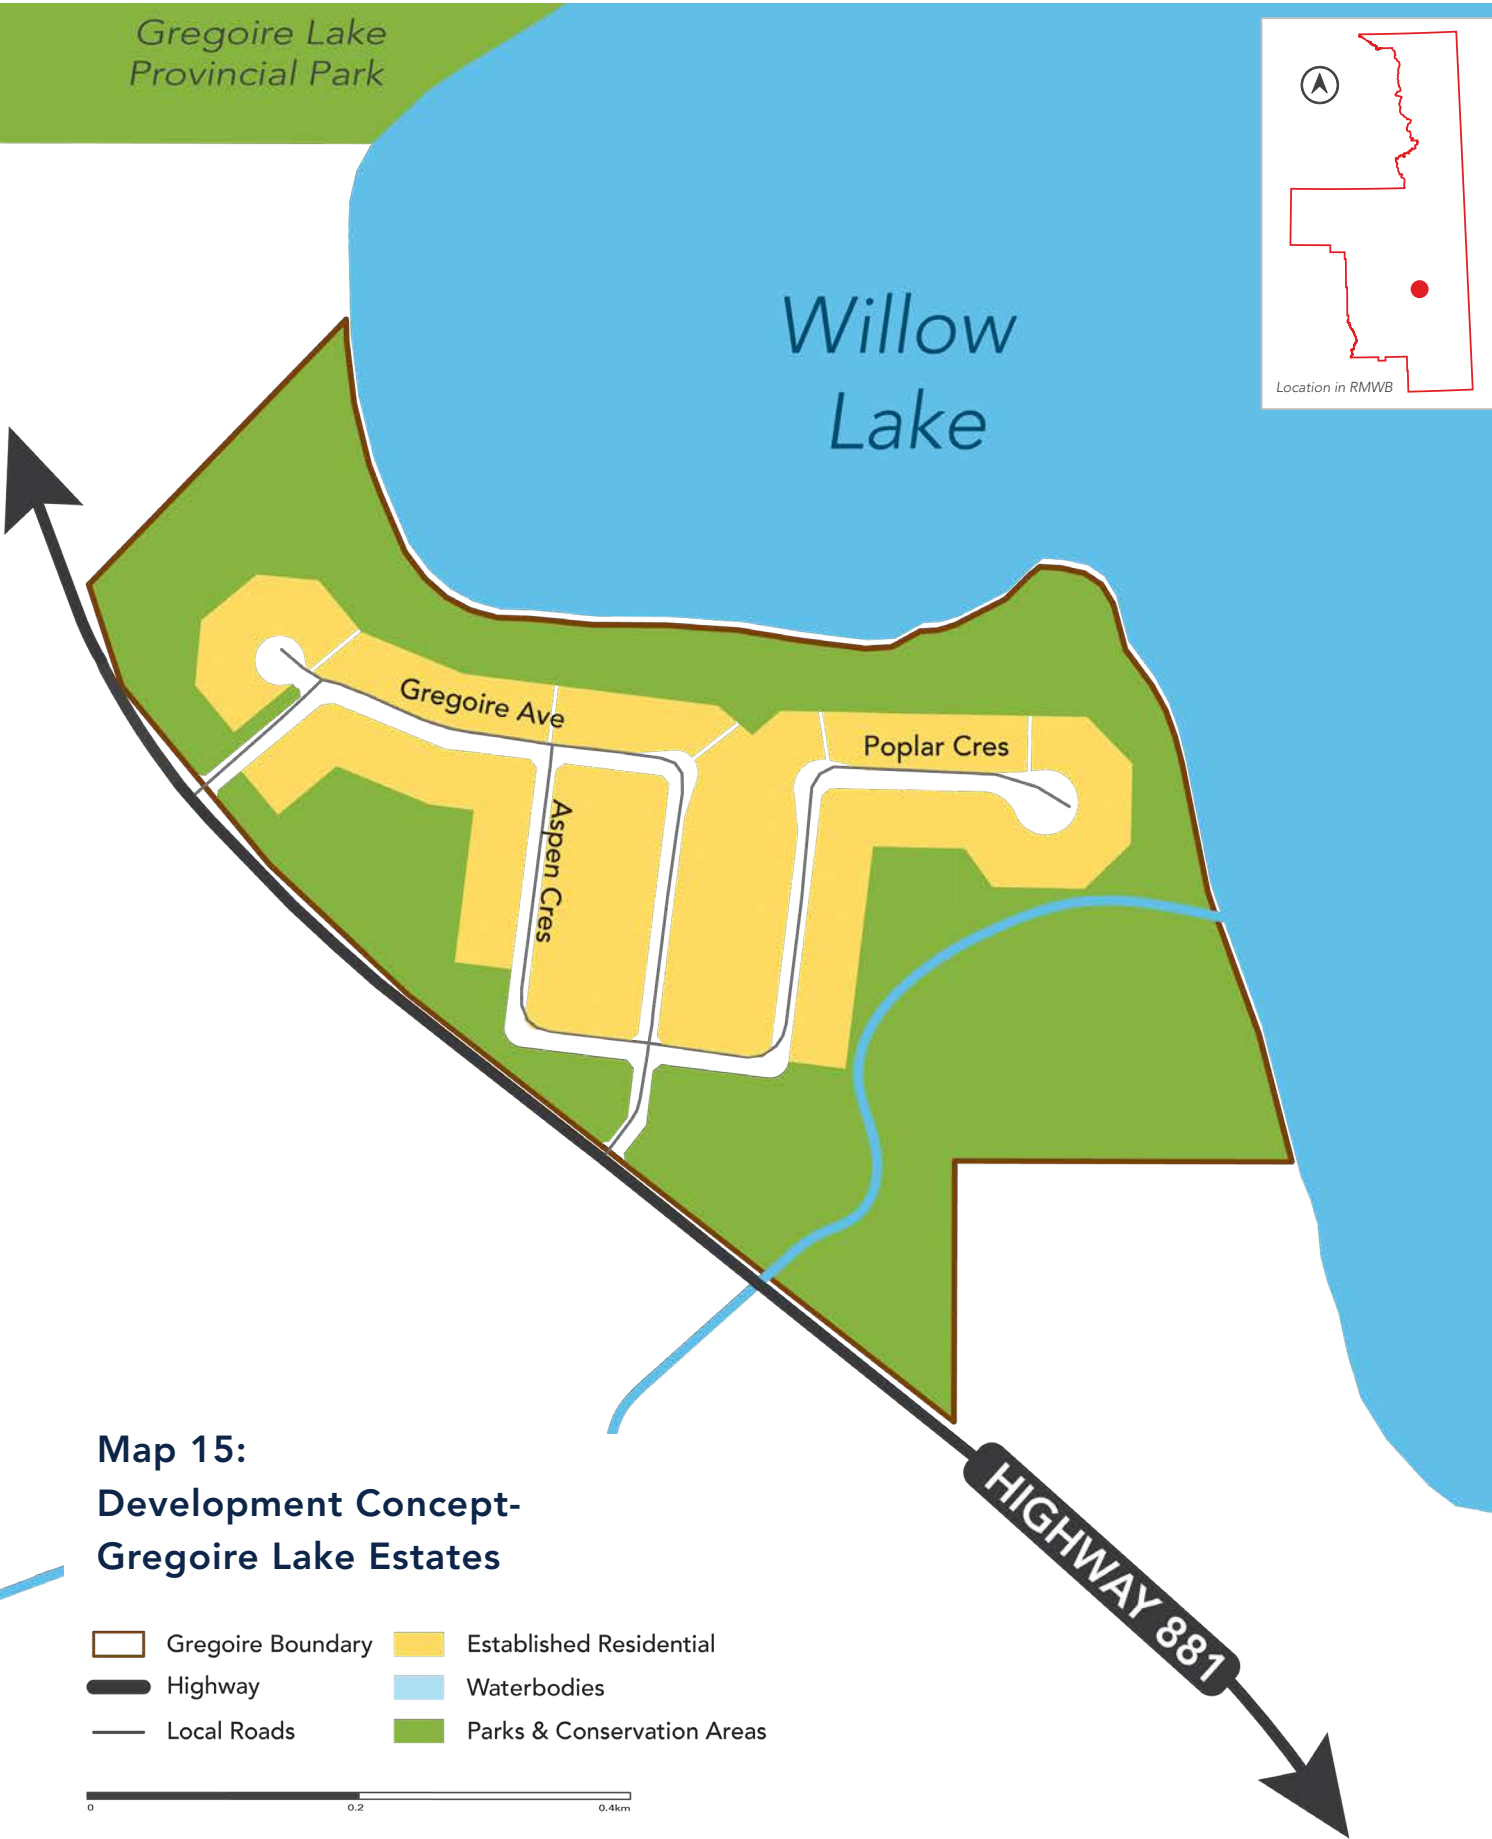 Gregoire Lake
Provincial Park
Location in RMWB
Willow
Lake
Gregoire Ave
Poplar Cres
Aspen Cres
HIGHWAY 881
Map 15:
Development Concept-
Gregoire Lake Estates
Gregoire Boundary
Highway
Local Roads
Established Residential
Waterbodies
Parks & Conservation Areas
0 0.2 0.4km